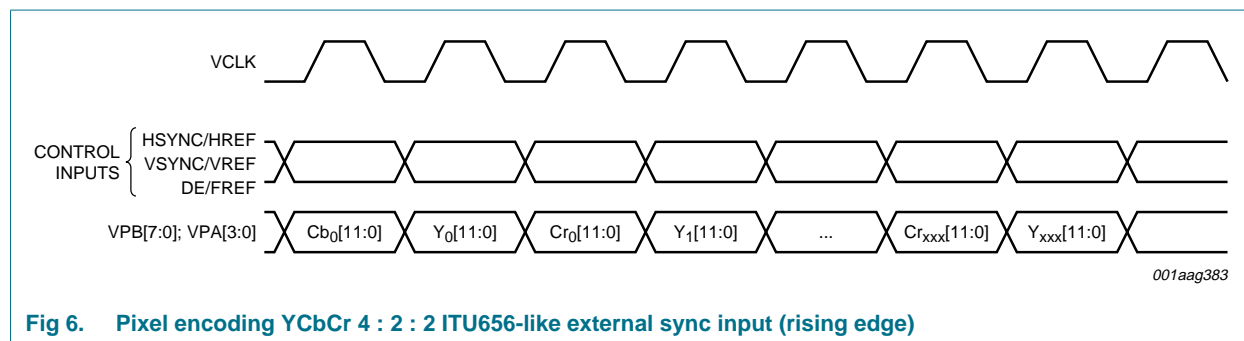 VCLK
CONTROL INPUTS
HSYNC/HREF
VSYNC/VREF
DE/FREF
VPB[7:0]; VPA[3:0] Cb0[11:0] Y0[11:0] Cr0[11:0] Y1[11:0] ... Crxxx[11:0] Yxxx[11:0]
001aag383
Fig 6. Pixel encoding YCbCr 4 : 2 : 2 ITU656-like external sync input (rising edge)